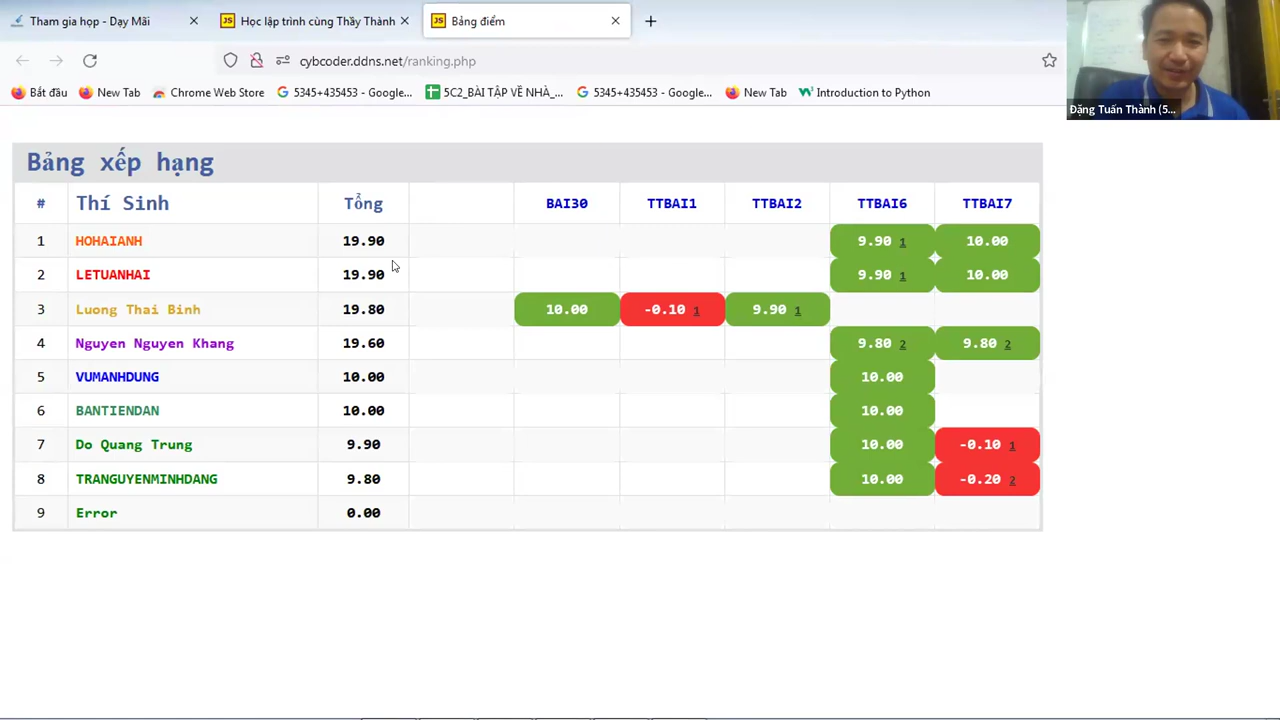 Tham gia họp - Dạy Mãi
Học lập trình cùng Thầy Thành
Bảng điểm
cybcoder.ddns.net/ranking.php
Bắt đầu New Tab Chrome Web Store 5345+435453 - Google... 5C2_BÀI TẬP VỀ NHÀ_... 5345+435453 - Google... New Tab Introduction to Python
Đặng Tuấn Thành (5...
Bảng xếp hạng
# Thí Sinh Tổng BAI30 TTBAI1 TTBAI2 TTBAI6 TTBAI7
1 HOHAIANH 19.90 9.90 1 10.00
2 LETUANHAI 19.90 9.90 1 10.00
3 Luong Thai Binh 19.80 10.00 -0.10 1 9.90 1
4 Nguyen Nguyen Khang 19.60 9.80 2 9.80 2
5 VUMANHDUNG 10.00 10.00
6 BANTIENDAN 10.00 10.00
7 Do Quang Trung 9.90 10.00 -0.10 1
8 TRANGUYENMINHDANG 9.80 10.00 -0.20 2
9 Error 0.00